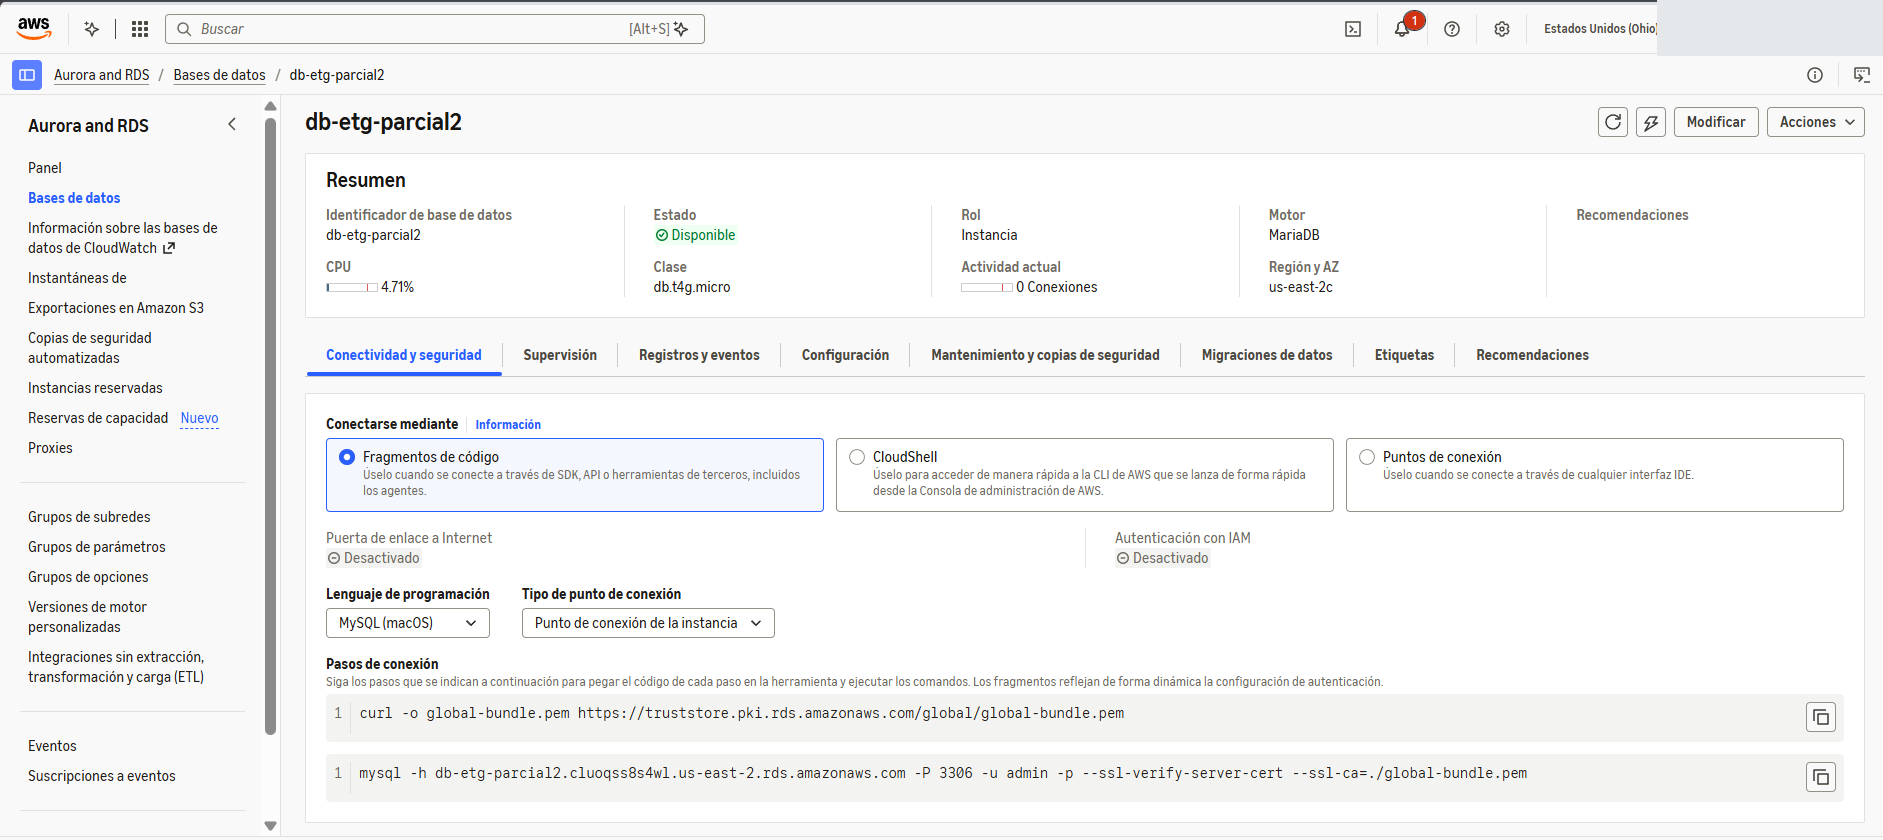 aws
Buscar [Alt+S]
1
Estados Unidos (Ohio)
Aurora and RDS / Bases de datos / db-etg-parcial2
Aurora and RDS
Panel
Bases de datos
Información sobre las bases de
datos de CloudWatch
Instantáneas de
Exportaciones en Amazon S3
Copias de seguridad
automatizadas
Instancias reservadas
Reservas de capacidad Nuevo
Proxies
Grupos de subredes
Grupos de parámetros
Grupos de opciones
Versiones de motor
personalizadas
Integraciones sin extracción,
transformación y carga (ETL)
Eventos
Suscripciones a eventos
db-etg-parcial2
Modificar
Acciones
Resumen
Identificador de base de datos
db-etg-parcial2
Estado
Disponible
Rol
Instancia
Motor
MariaDB
Recomendaciones
CPU
4.71%
Clase
db.t4g.micro
Actividad actual
0 Conexiones
Región y AZ
us-east-2c
Conectividad y seguridad
Supervisión
Registros y eventos
Configuración
Mantenimiento y copias de seguridad
Migraciones de datos
Etiquetas
Recomendaciones
Conectarse mediante Información
Fragmentos de código
Úselo cuando se conecte a través de SDK, API o herramientas de terceros, incluidos
los agentes.
CloudShell
Úselo para acceder de manera rápida a la CLI de AWS que se lanza de forma rápida
desde la Consola de administración de AWS.
Puntos de conexión
Úselo cuando se conecte a través de cualquier interfaz IDE.
Puerta de enlace a Internet
Desactivado
Autenticación con IAM
Desactivado
Lenguaje de programación
MySQL (macOS)
Tipo de punto de conexión
Punto de conexión de la instancia
Pasos de conexión
Siga los pasos que se indican a continuación para pegar el código de cada paso en la herramienta y ejecutar los comandos. Los fragmentos reflejan de forma dinámica la configuración de autenticación.
1 curl -o global-bundle.pem https://truststore.pki.rds.amazonaws.com/global/global-bundle.pem
1 mysql -h db-etg-parcial2.cluoqss8s4wl.us-east-2.rds.amazonaws.com -P 3306 -u admin -p --ssl-verify-server-cert --ssl-ca=./global-bundle.pem